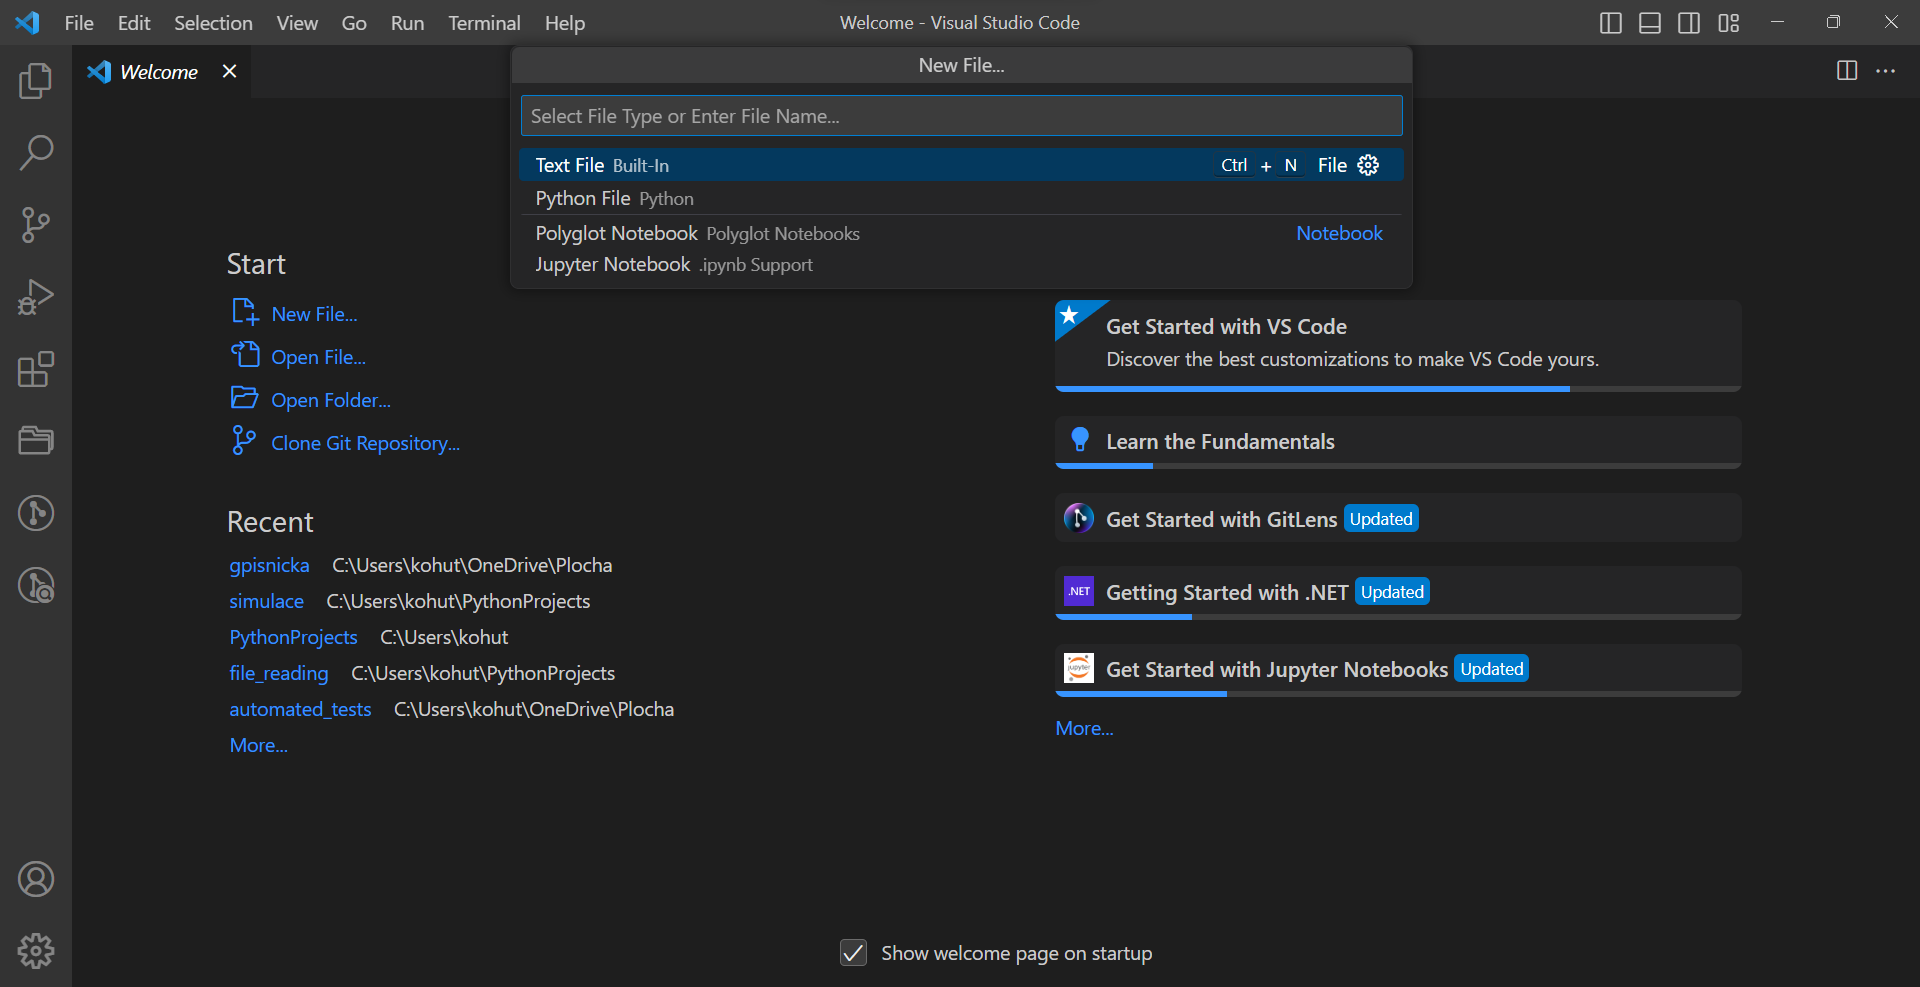 File Edit Selection View Go Run Terminal Help Welcome - Visual Studio Code
Welcome
New File...
Select File Type or Enter File Name...
Text File Built-In Ctrl + N File
Python File Python
Polyglot Notebook Polyglot Notebooks Notebook
Jupyter Notebook .ipynb Support
Start
New File...
Open File...
Open Folder...
Clone Git Repository...
Recent
gpisnicka C:\Users\kohut\OneDrive\Plocha
simulace C:\Users\kohut\PythonProjects
PythonProjects C:\Users\kohut
file_reading C:\Users\kohut\PythonProjects
automated_tests C:\Users\kohut\OneDrive\Plocha
More...
Get Started with VS Code
Discover the best customizations to make VS Code yours.
Learn the Fundamentals
Get Started with GitLens Updated
.NET Getting Started with .NET Updated
jupyter Get Started with Jupyter Notebooks Updated
More...
Show welcome page on startup